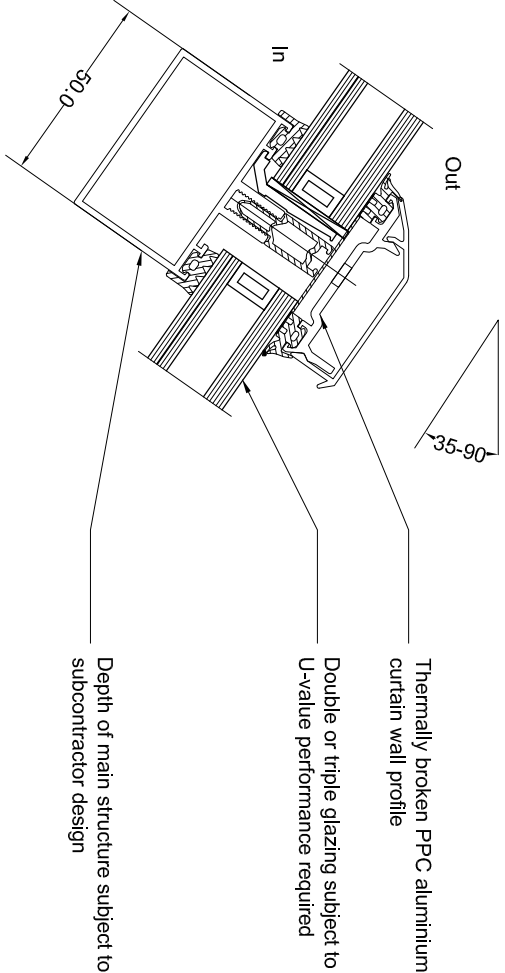 In
Out
50.0
35-90
Thermally broken PPC aluminium
curtain wall profile
Double or triple glazing subject to
U-value performance required
Depth of main structure subject to
subcontractor design